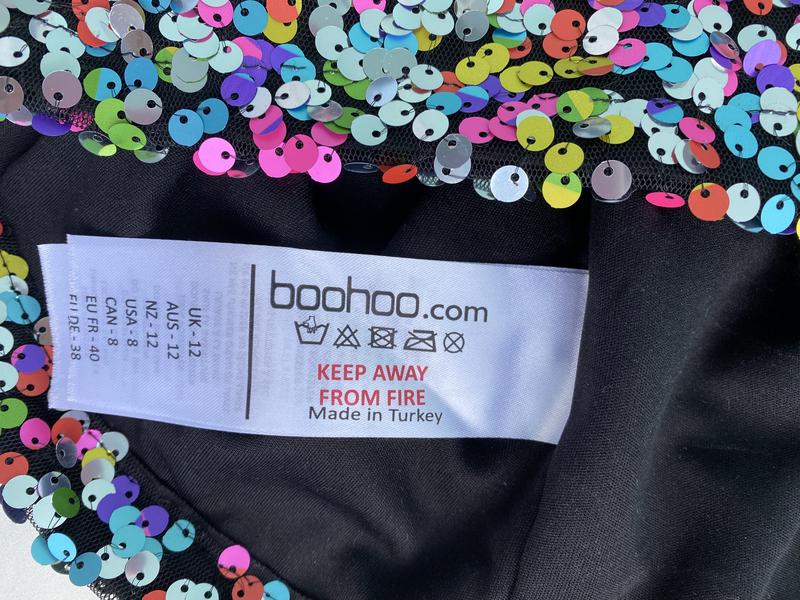 boohoo.com
KEEP AWAY
FROM FIRE
Made in Turkey
UK - 12
AUS - 12
NZ - 12
USA - 8
CAN - 8
EU FR - 40
EU DE - 38